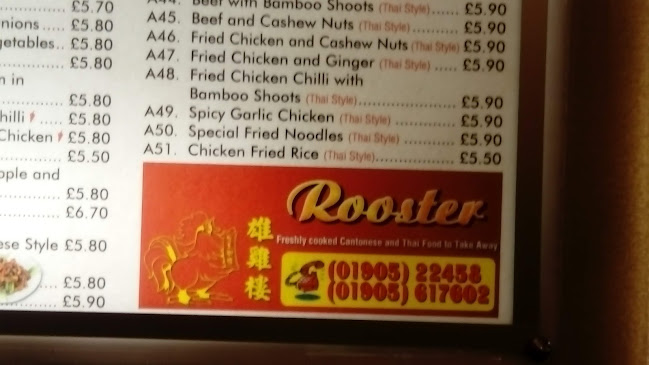 £5.70
nions.... £5.80
getables.. £5.80
............ £5.80
n in
............ £5.80
hilli ..... £5.80
Chicken £5.80
............ £5.50
pple and
............ £5.80
............ £6.70
ese Style £5.80
.... £5.80
............ £5.90
A44. Beef with Bamboo Shoots (Thai Style)..... £5.90
A45. Beef and Cashew Nuts (Thai Style).......... £5.90
A46. Fried Chicken and Cashew Nuts (Thai Style) £5.90
A47. Fried Chicken and Ginger (Thai Style) ..... £5.90
A48. Fried Chicken Chilli with
Bamboo Shoots (Thai Style)..................... £5.90
A49. Spicy Garlic Chicken (Thai Style) ............. £5.90
A50. Special Fried Noodles (Thai Style) ........... £5.90
A51. Chicken Fried Rice (Thai Style)................. £5.50
Rooster
Freshly cooked Cantonese and Thai Food to Take Away
雄雞樓
(01905) 22458
(01905) 617602